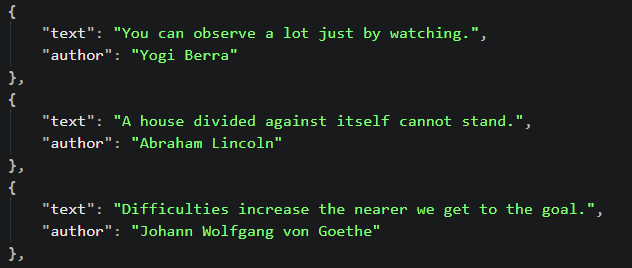 {
"text": "You can observe a lot just by watching.",
"author": "Yogi Berra"
},
{
"text": "A house divided against itself cannot stand.",
"author": "Abraham Lincoln"
},
{
"text": "Difficulties increase the nearer we get to the goal.",
"author": "Johann Wolfgang von Goethe"
},